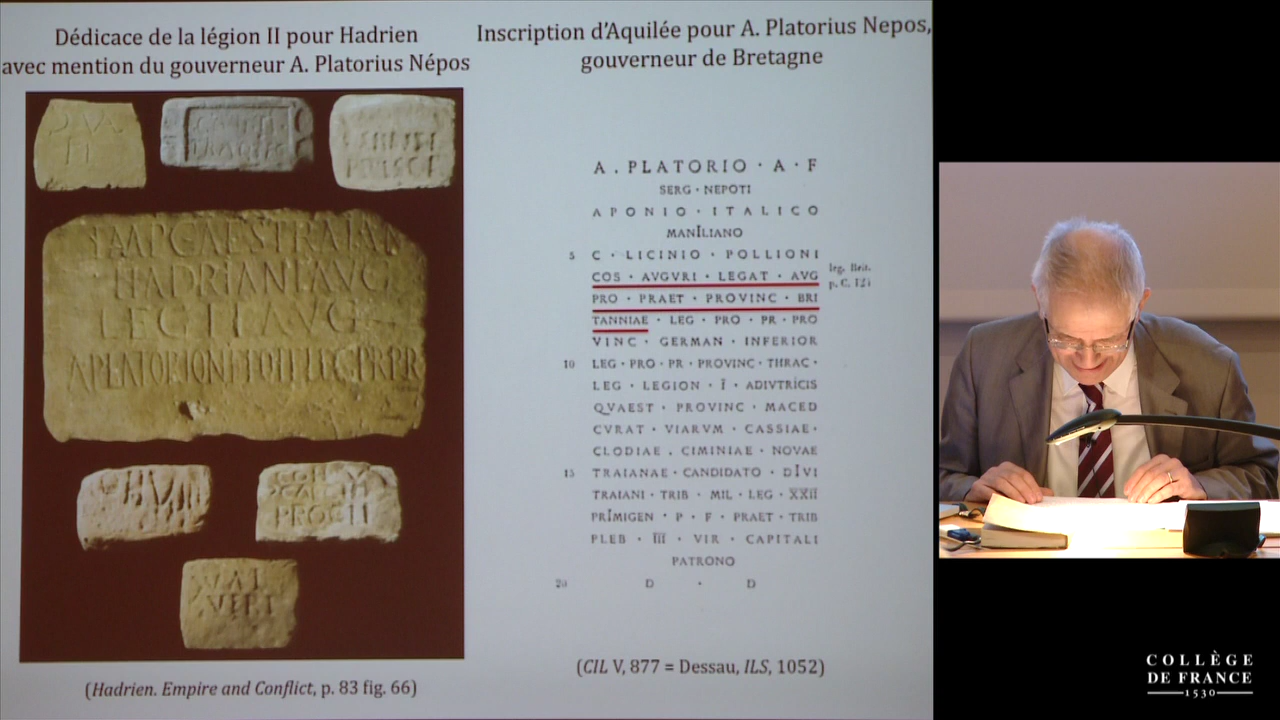 Dédicace de la légion II pour Hadrien
avec mention du gouverneur A. Platorius Népos
IMP CAES TRAIAN
HADRIANI AVG
LEG II AVG
A PLATORIO NEPOTE LEG PR PR
VERI
(Hadrien. Empire and Conflict, p. 83 fig. 66)
Inscription d'Aquilée pour A. Platorius Nepos,
gouverneur de Bretagne
A . PLATORIO · A · F
SERG · NEPOTI
APONIO · ITALICO
MANÍLIANO
5 C · LICINIO · POLLIONI
COS · AVGVRI · LEGAT · AVG
leg. Brit.
PRO · PRAET · PROVINC · BRI
TANNIAE · LEG · PRO · PR · PRO
VINC · GERMAN · INFERIOR
10 LEG · PRO · PR · PROVINC · THRAC ·
LEG · LEGION · Ī · ADIVTRÍCIS
QVAEST · PROVINC · MACED
CVRAT · VIARVM · CASSIAE ·
CLODIAE . CIMINIAE · NOVAE
15 TRAIANAE · CANDIDATO · DÍVI
TRAIANI · TRIB · MIL · LEG · XXII
PRÍMIGEN · P · F · PRAET · TRIB
PLEB · III · VIR · CAPITALI
PATRONO
20 D · D
(CIL V, 877 = Dessau, ILS, 1052)
COLLÈGE
DE FRANCE
1530